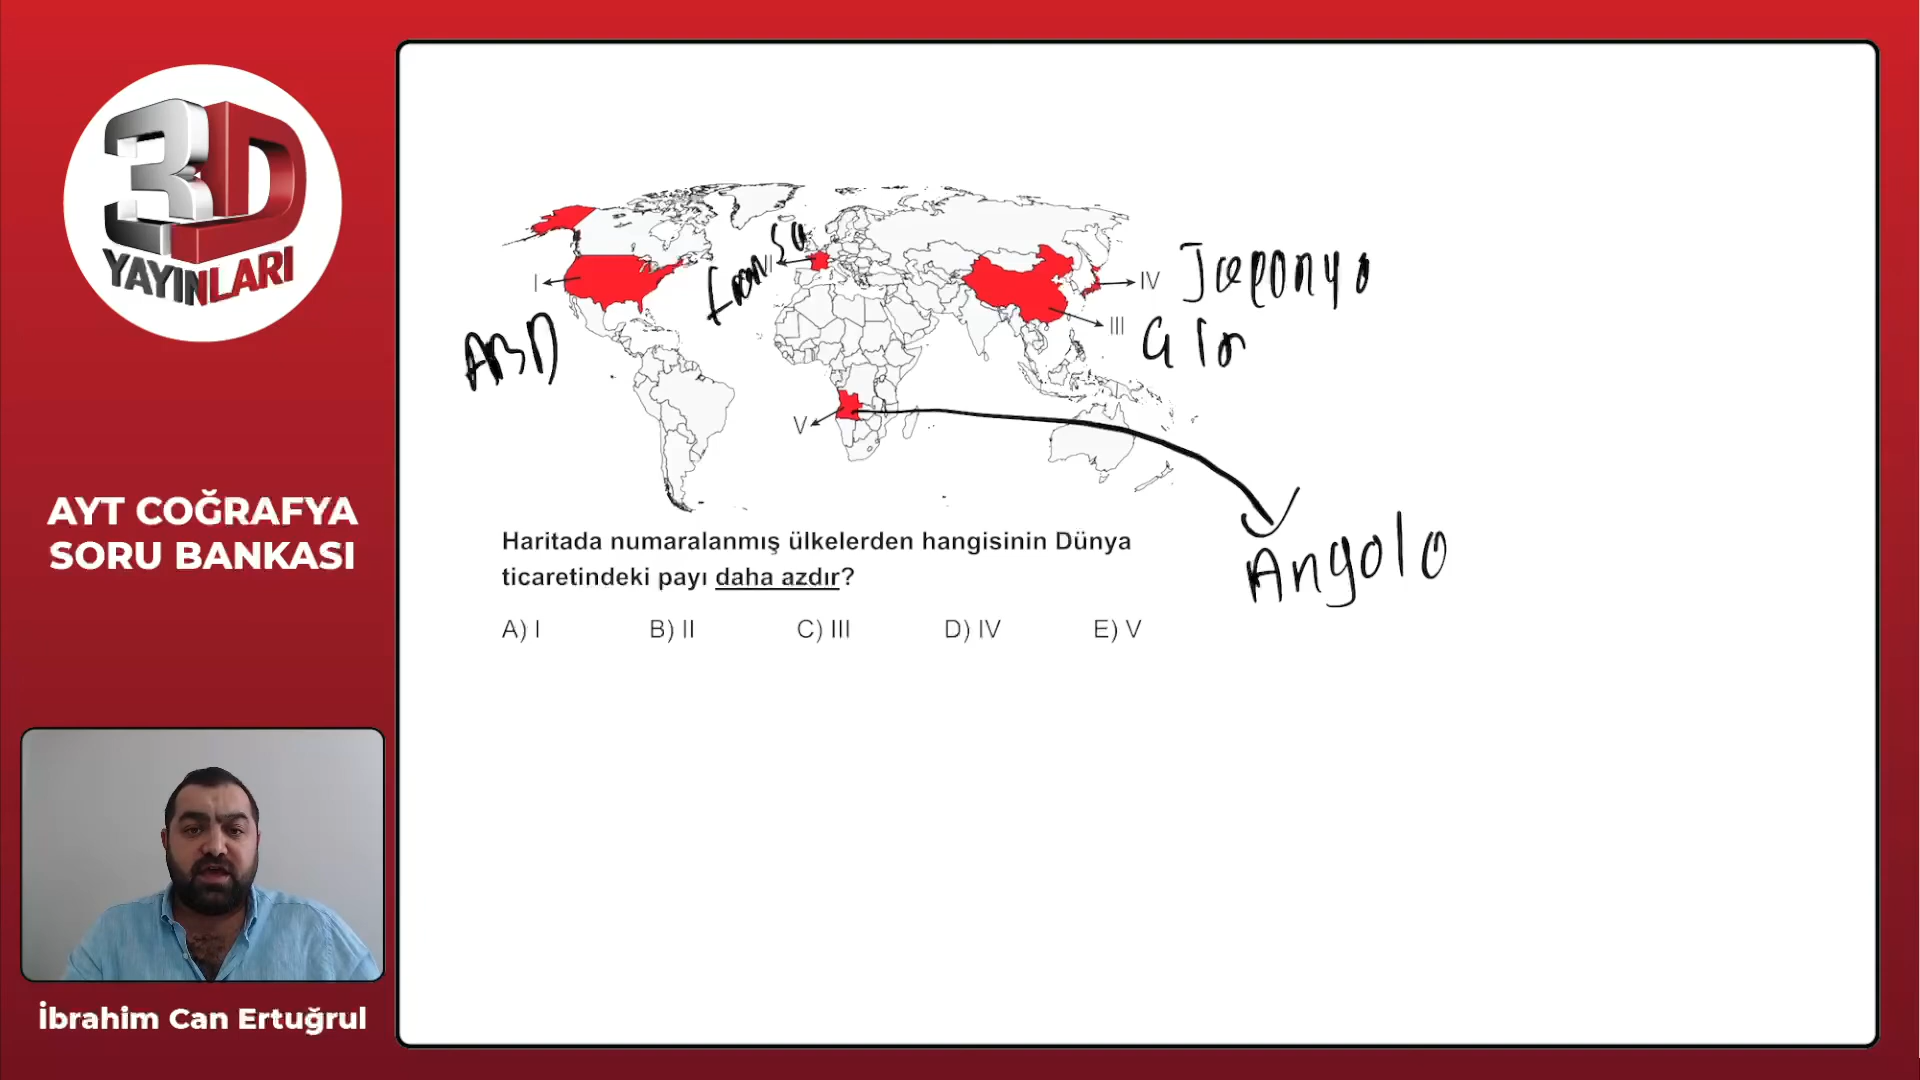 3D
YAYINLARI
AYT COĞRAFYA
SORU BANKASI
İbrahim Can Ertuğrul
I
ABD
Fransa
IV
Japonya
III
Çin
V
Angola
Haritada numaralanmış ülkelerden hangisinin Dünya
ticaretindeki payı daha azdır?
A) I B) II C) III D) IV E) V